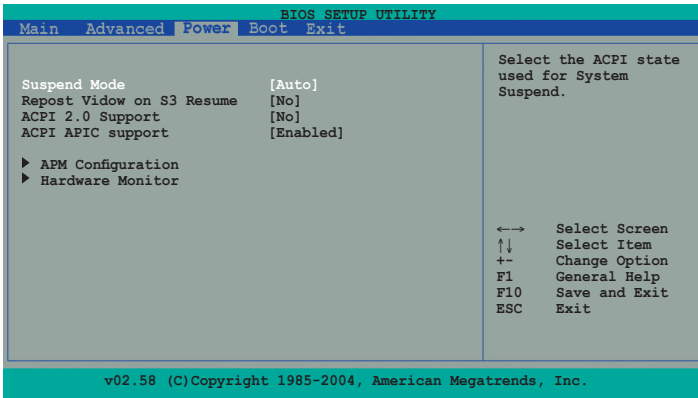 BIOS SETUP UTILITY
Main Advanced Power Boot Exit
Suspend Mode [Auto]
Repost Vidow on S3 Resume [No]
ACPI 2.0 Support [No]
ACPI APIC support [Enabled]
APM Configuration
Hardware Monitor
Select the ACPI state
used for System
Suspend.
←→ Select Screen
↑↓ Select Item
+- Change Option
F1 General Help
F10 Save and Exit
ESC Exit
v02.58 (C)Copyright 1985-2004, American Megatrends, Inc.